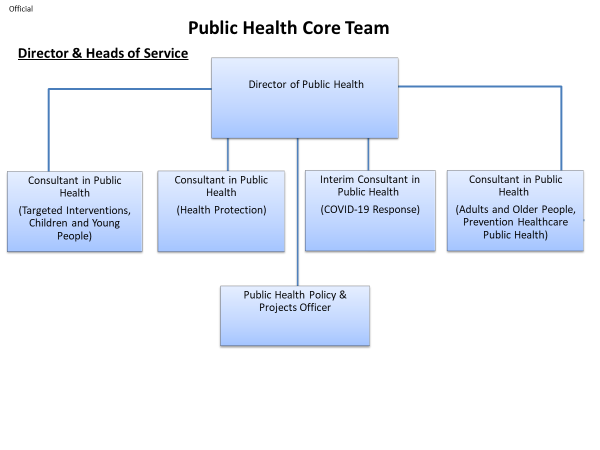 Official
Public Health Core Team
Director & Heads of Service
Director of Public Health
Consultant in Public
Health
(Targeted Interventions,
Children and Young
People)
Consultant in Public
Health
(Health Protection)
Interim Consultant in
Public Health
(COVID-19 Response)
Consultant in Public
Health
(Adults and Older People,
Prevention Healthcare
Public Health)
Public Health Policy &
Projects Officer